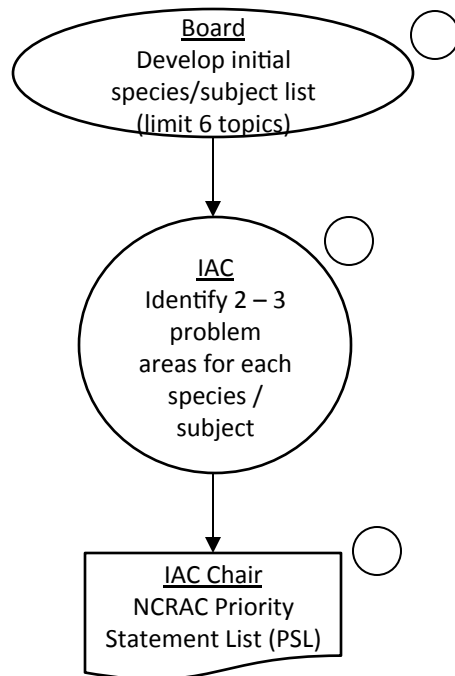 Board
Develop initial
species/subject list
(limit 6 topics)
IAC
Identify 2 – 3
problem
areas for each
species /
subject
IAC Chair
NCRAC Priority
Statement List (PSL)